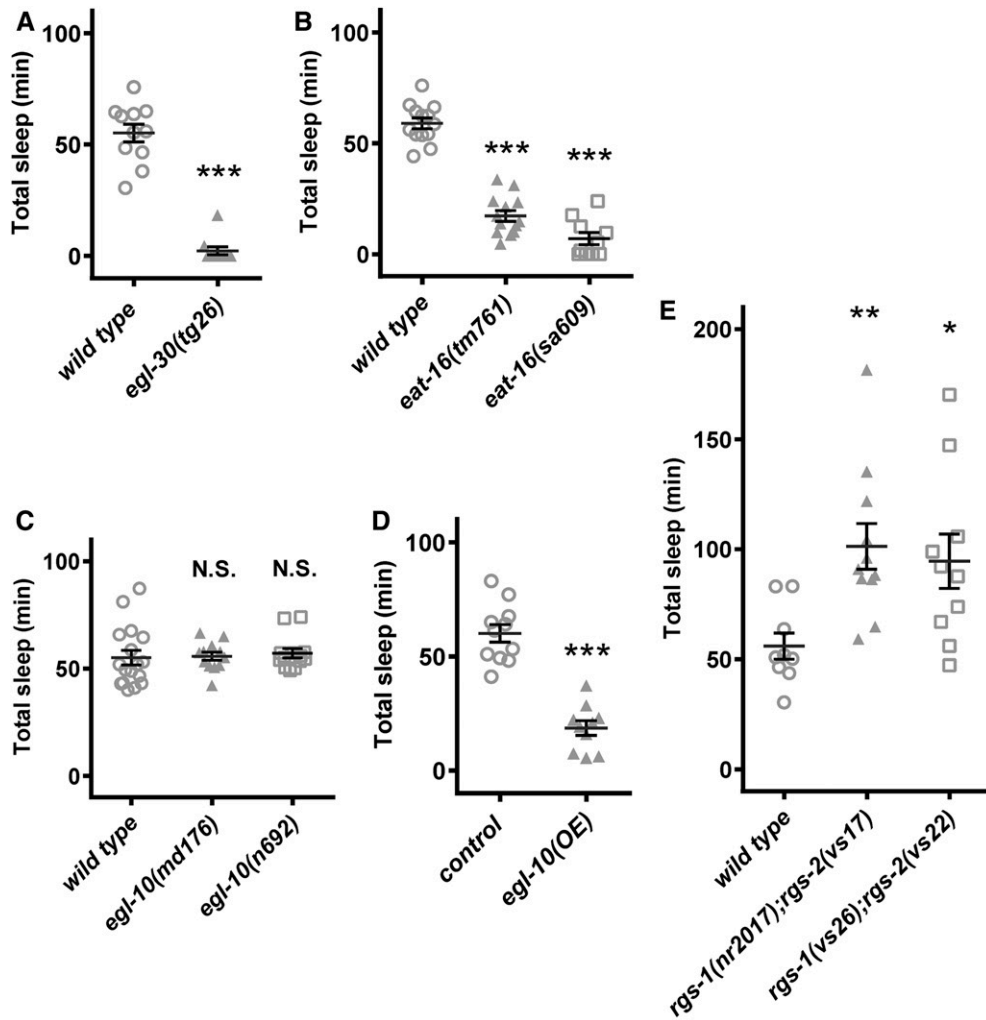 A
Total sleep (min)
100
50
0
***
wild type
egl-30(tg26)
B
Total sleep (min)
100
50
0
***
***
wild type
eat-16(tm761)
eat-16(sa609)
C
Total sleep (min)
100
50
0
N.S.
N.S.
wild type
egl-10(md176)
egl-10(n692)
D
Total sleep (min)
100
50
0
***
control
egl-10(OE)
E
Total sleep (min)
200
150
100
50
0
**
*
wild type
rgs-1(nr2017);rgs-2(vs17)
rgs-1(vs26);rgs-2(vs22)